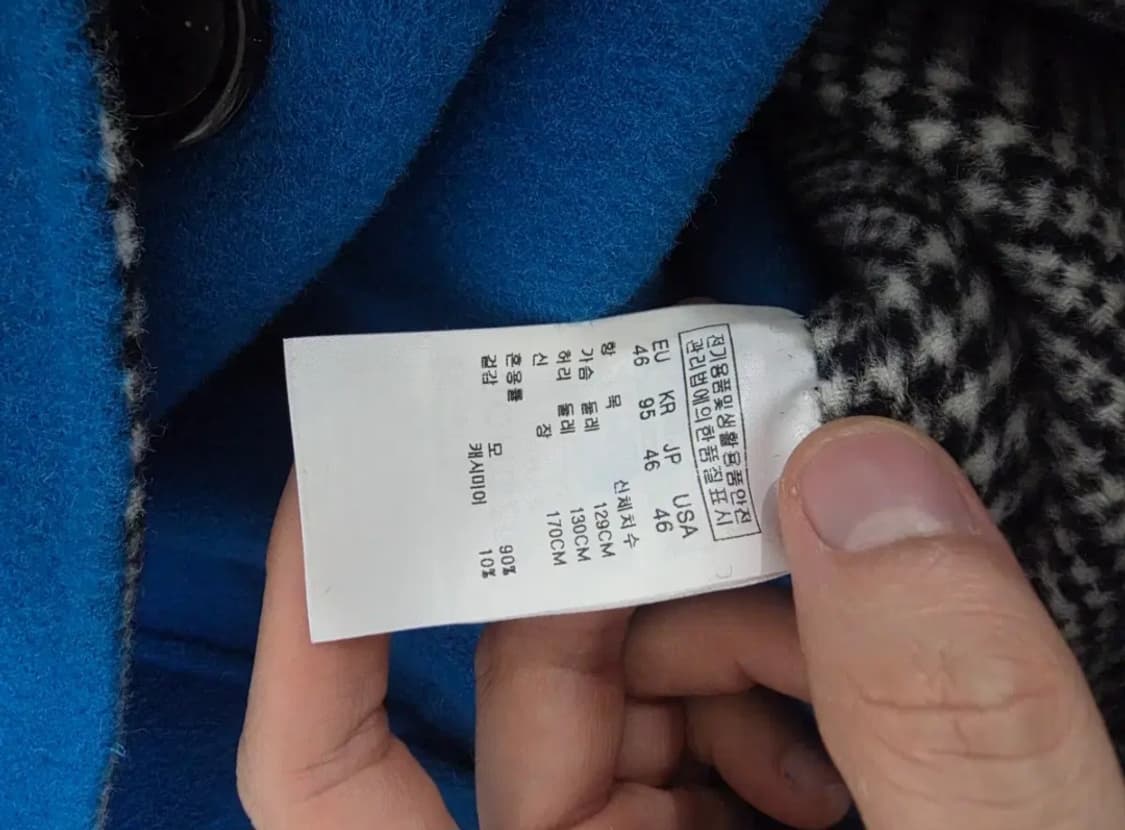 전기용품및생활용품안전
관리법에의한품질표시
EU KR JP USA
46 95 46 46
항 목 신체치수
가슴 둘레 129CM
허리 둘레 130CM
신 장 170CM
혼용률
겉감 모 90%
캐시미어 10%